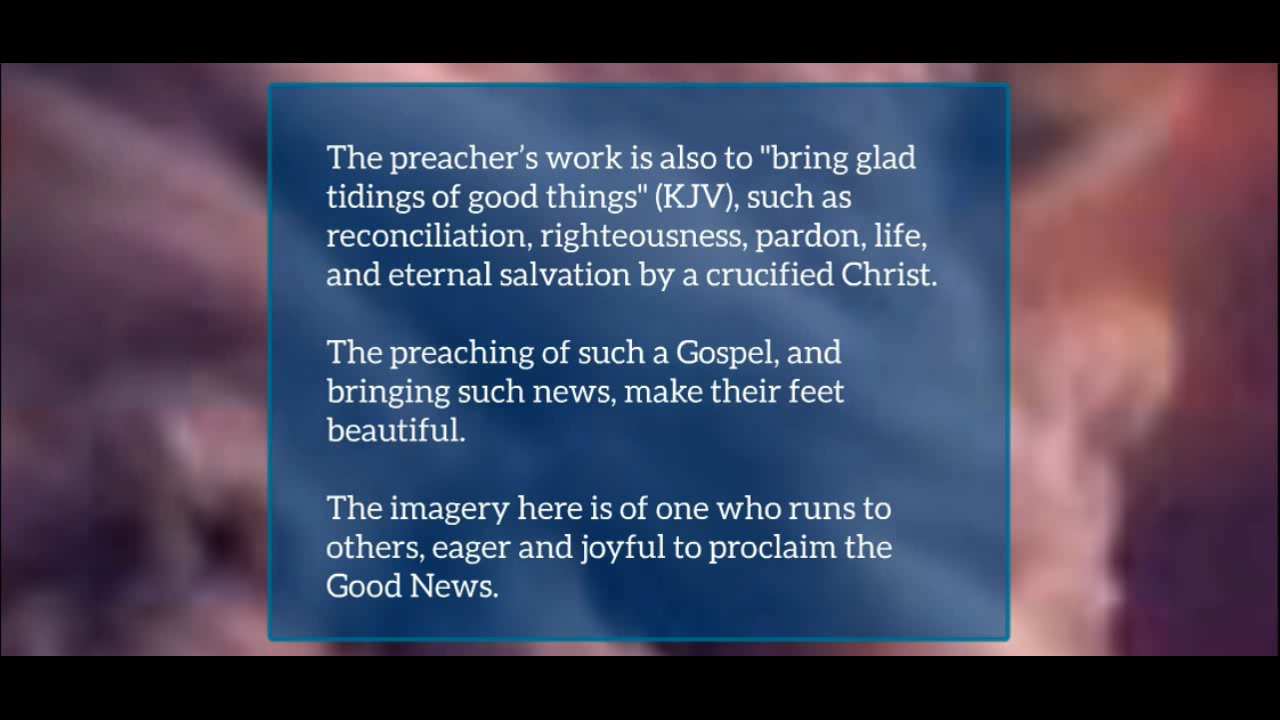 The preacher’s work is also to "bring glad
tidings of good things" (KJV), such as
reconciliation, righteousness, pardon, life,
and eternal salvation by a crucified Christ.
The preaching of such a Gospel, and
bringing such news, make their feet
beautiful.
The imagery here is of one who runs to
others, eager and joyful to proclaim the
Good News.